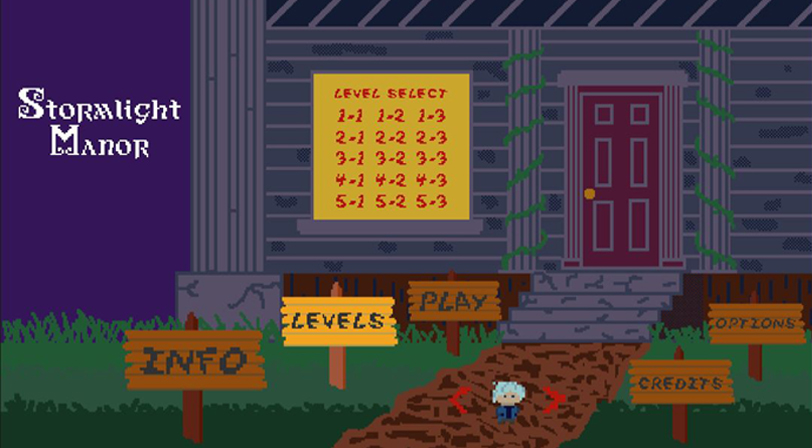 Stormlight
Manor
LEVEL SELECT
1-1 1-2 1-3
2-1 2-2 2-3
3-1 3-2 3-3
4-1 4-2 4-3
5-1 5-2 5-3
PLAY
LEVELS
OPTIONS
INFO
CREDITS
< >